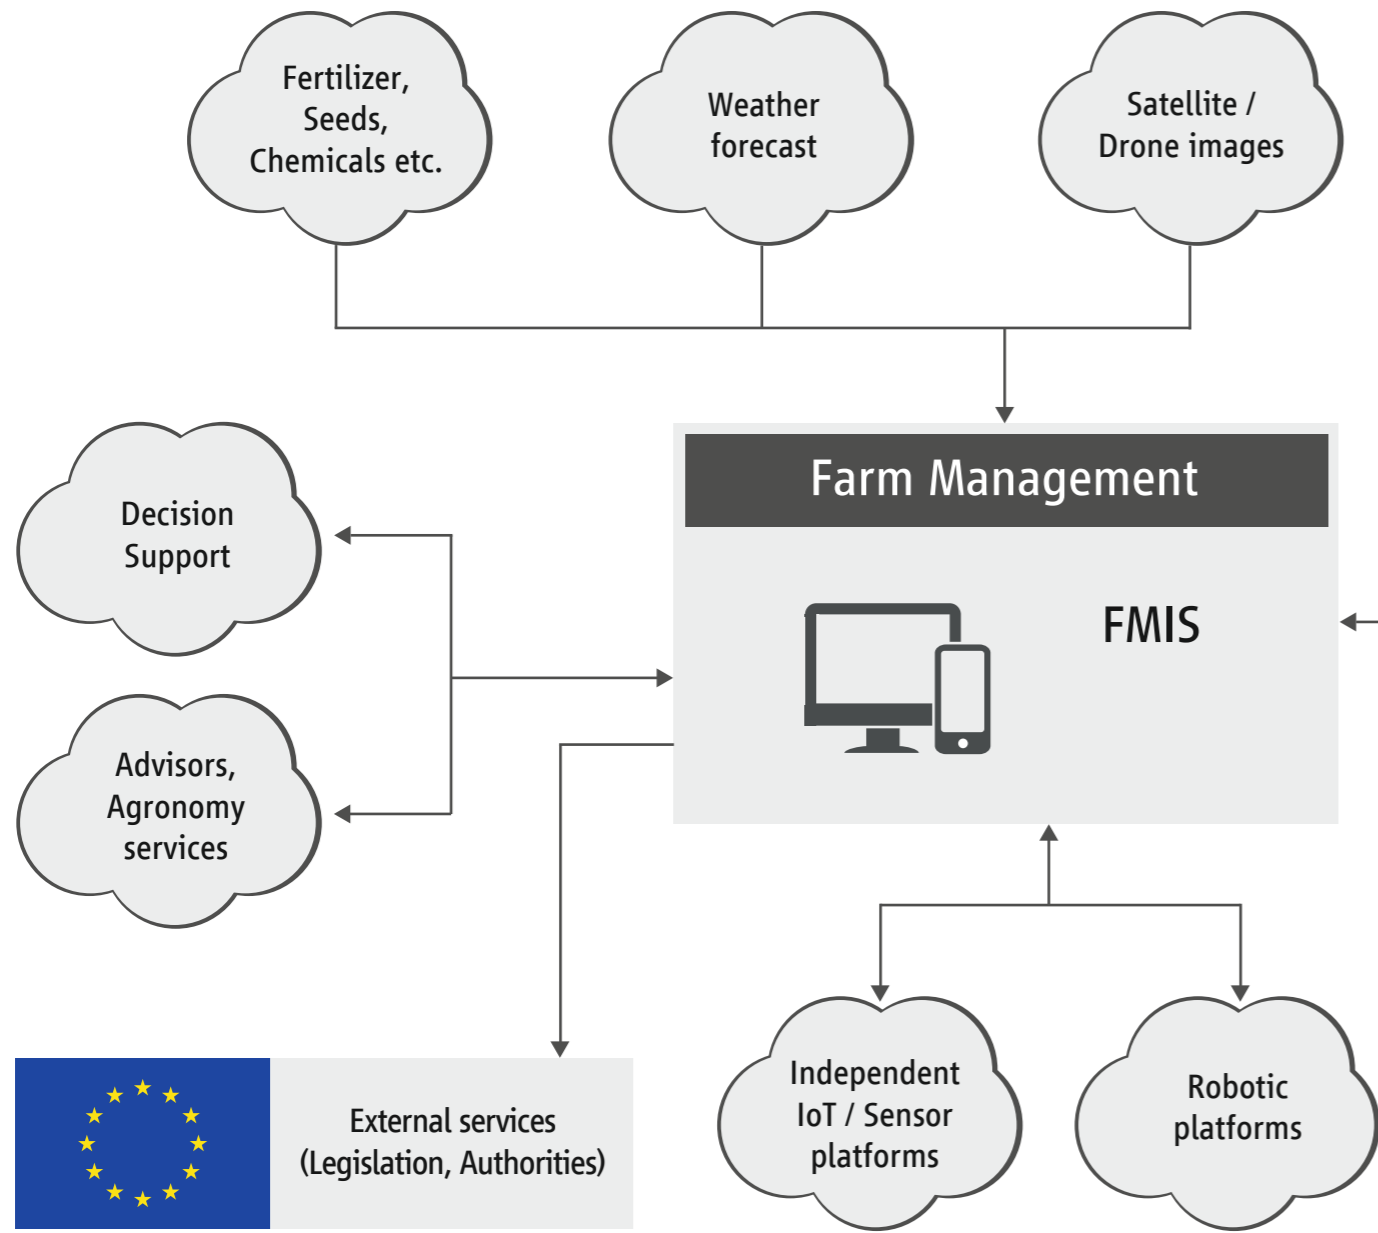 Fertilizer,
Seeds,
Chemicals etc.
Weather
forecast
Satellite /
Drone images
Farm Management
FMIS
Decision
Support
Advisors,
Agronomy
services
External services
(Legislation, Authorities)
Independent
IoT / Sensor
platforms
Robotic
platforms